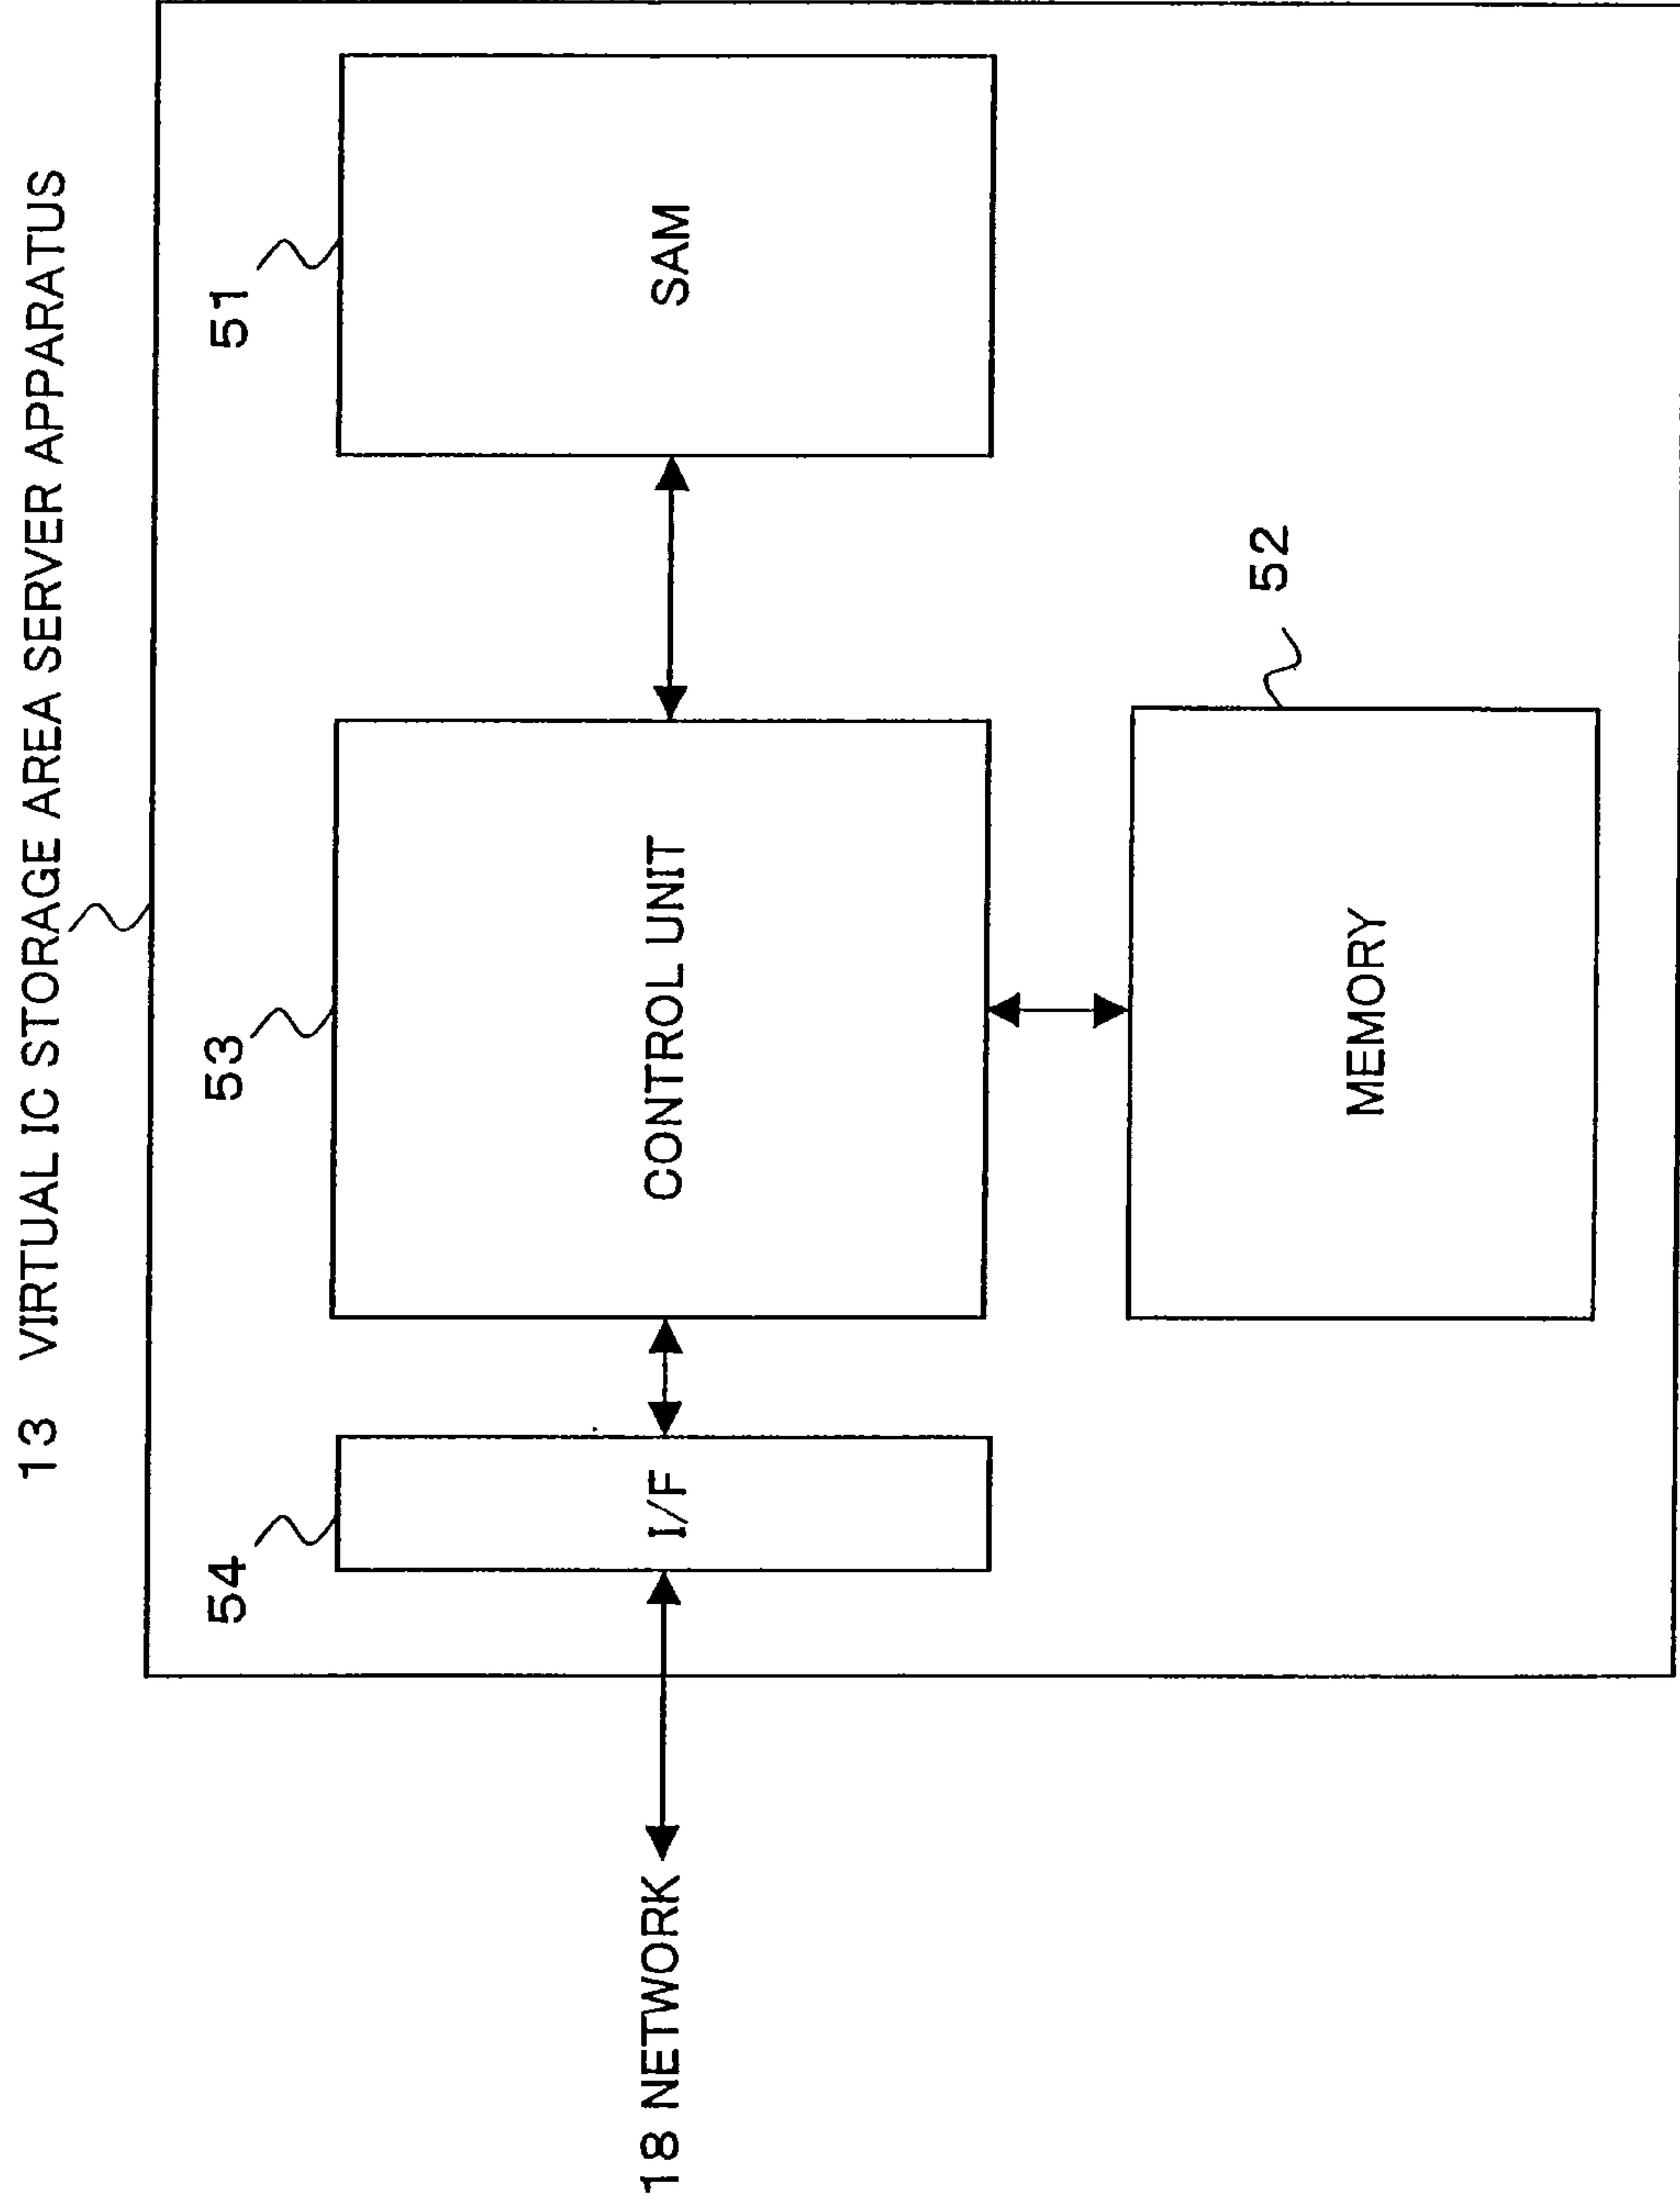 13 VIRTUAL IC STORAGE AREA SERVER APPARATUS
54
53
51
18 NETWORK
I/F
CONTROL UNIT
SAM
52
MEMORY